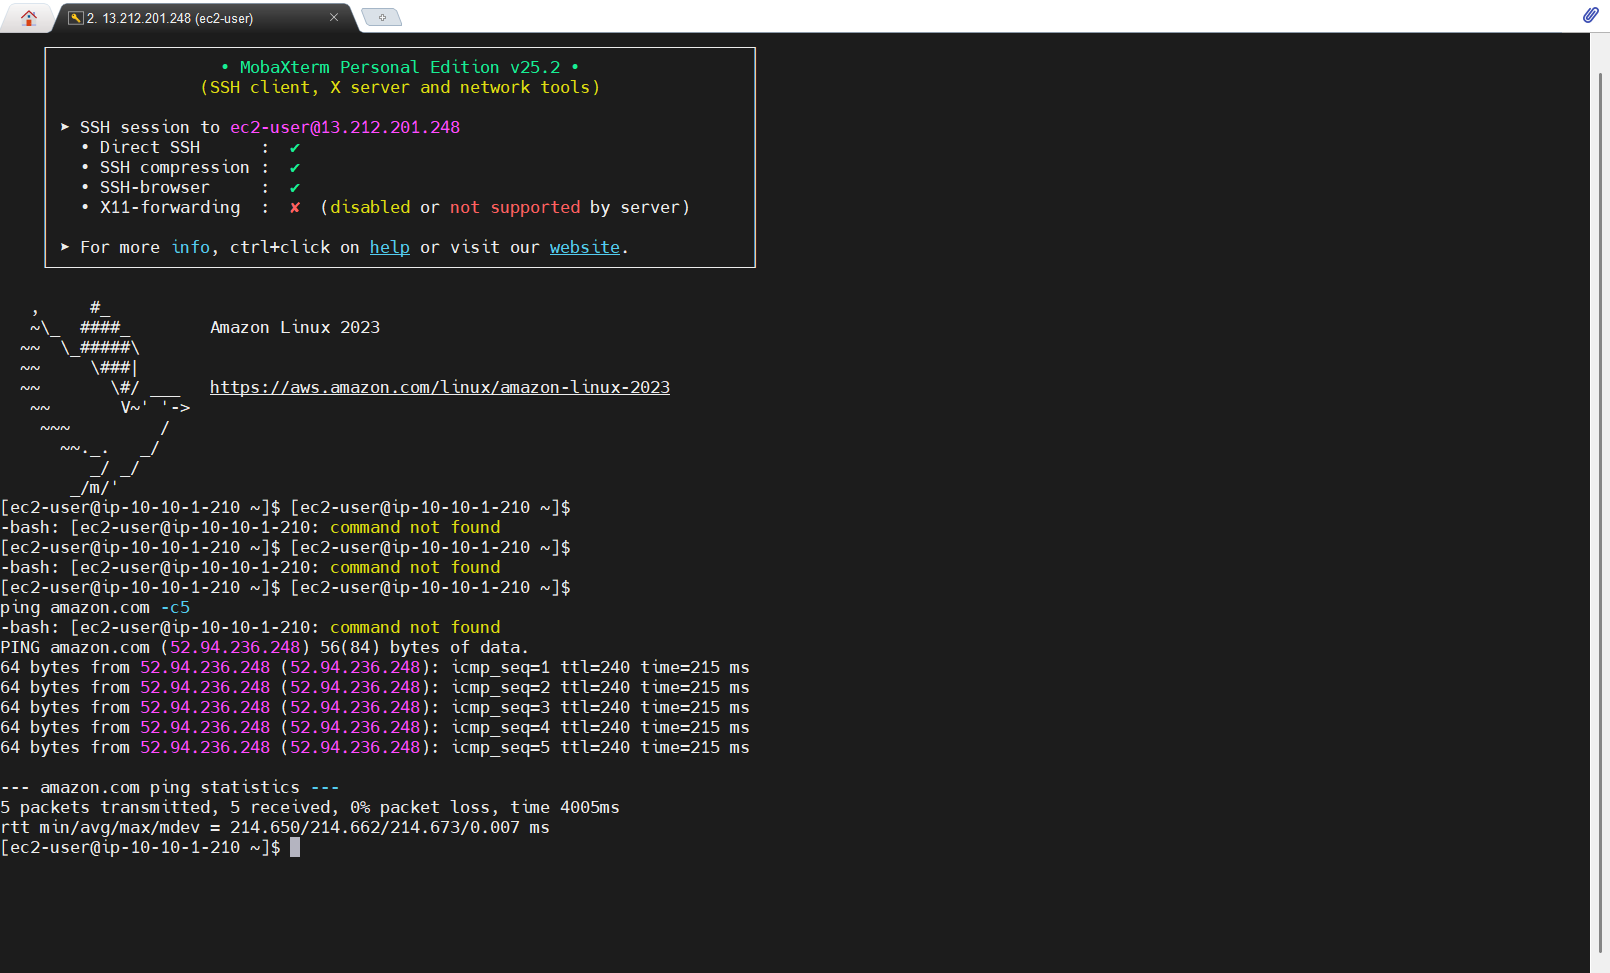 2. 13.212.201.248 (ec2-user)
• MobaXterm Personal Edition v25.2 •
(SSH client, X server and network tools)
➤ SSH session to ec2-user@13.212.201.248
• Direct SSH      :  ✔
• SSH compression :  ✔
• SSH-browser     :  ✔
• X11-forwarding  :  ✘  (disabled or not supported by server)
➤ For more info, ctrl+click on help or visit our website.
   ,     #_
   ~\_  ####_        Amazon Linux 2023
  ~~  \_#####\
  ~~     \###|
  ~~       \#/ ___   https://aws.amazon.com/linux/amazon-linux-2023
   ~~       V~' '->
    ~~~         /
      ~~._.   _/
         _/ _/
       _/m/'
[ec2-user@ip-10-10-1-210 ~]$ [ec2-user@ip-10-10-1-210 ~]$
-bash: [ec2-user@ip-10-10-1-210: command not found
[ec2-user@ip-10-10-1-210 ~]$ [ec2-user@ip-10-10-1-210 ~]$
-bash: [ec2-user@ip-10-10-1-210: command not found
[ec2-user@ip-10-10-1-210 ~]$ [ec2-user@ip-10-10-1-210 ~]$
ping amazon.com -c5
-bash: [ec2-user@ip-10-10-1-210: command not found
PING amazon.com (52.94.236.248) 56(84) bytes of data.
64 bytes from 52.94.236.248 (52.94.236.248): icmp_seq=1 ttl=240 time=215 ms
64 bytes from 52.94.236.248 (52.94.236.248): icmp_seq=2 ttl=240 time=215 ms
64 bytes from 52.94.236.248 (52.94.236.248): icmp_seq=3 ttl=240 time=215 ms
64 bytes from 52.94.236.248 (52.94.236.248): icmp_seq=4 ttl=240 time=215 ms
64 bytes from 52.94.236.248 (52.94.236.248): icmp_seq=5 ttl=240 time=215 ms
--- amazon.com ping statistics ---
5 packets transmitted, 5 received, 0% packet loss, time 4005ms
rtt min/avg/max/mdev = 214.650/214.662/214.673/0.007 ms
[ec2-user@ip-10-10-1-210 ~]$